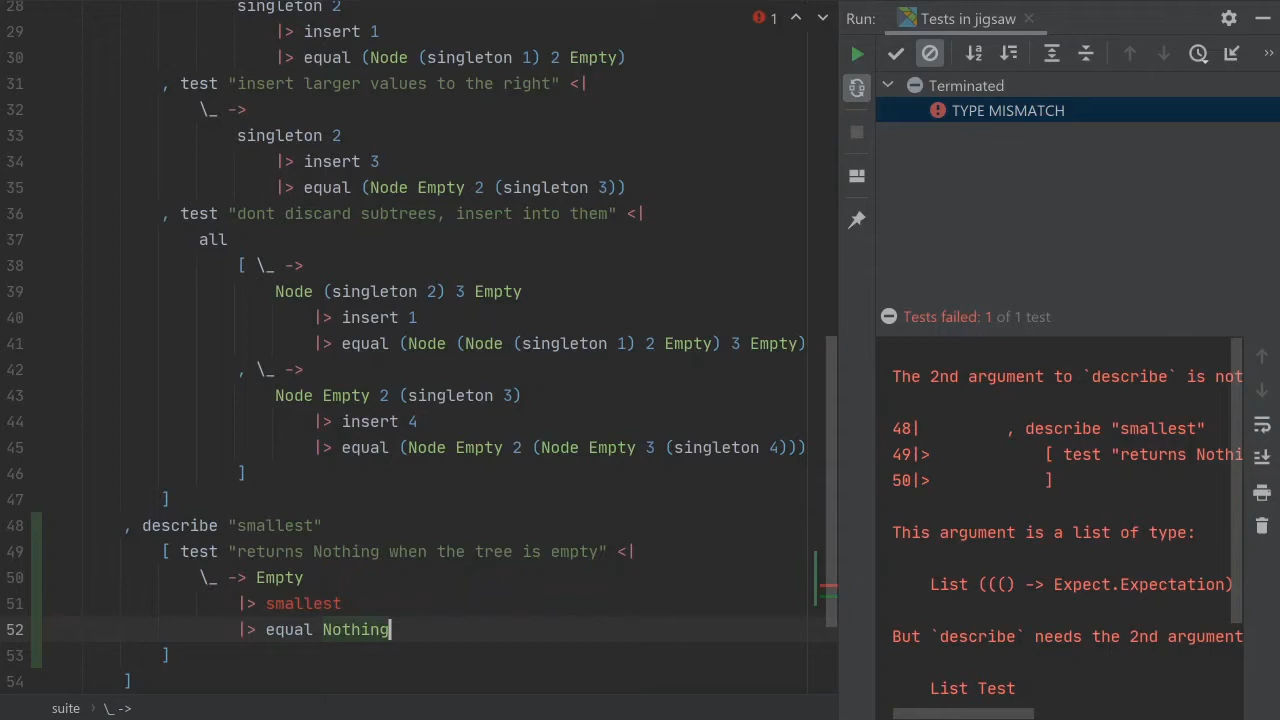 28 singleton 2
29 |> insert 1
30 |> equal (Node (singleton 1) 2 Empty)
31 , test "insert larger values to the right" <|
32 \_ ->
33 singleton 2
34 |> insert 3
35 |> equal (Node Empty 2 (singleton 3))
36 , test "dont discard subtrees, insert into them" <|
37 all
38 [ \_ ->
39 Node (singleton 2) 3 Empty
40 |> insert 1
41 |> equal (Node (Node (singleton 1) 2 Empty) 3 Empty)
42 , \_ ->
43 Node Empty 2 (singleton 3)
44 |> insert 4
45 |> equal (Node Empty 2 (Node Empty 3 (singleton 4)))
46 ]
47 ]
48 , describe "smallest"
49 [ test "returns Nothing when the tree is empty" <|
50 \_ -> Empty
51 |> smallest
52 |> equal Nothing
53 ]
54 ]
suite \_ ->
1
Run: Tests in jigsaw
Terminated
TYPE MISMATCH
Tests failed: 1 of 1 test
The 2nd argument to `describe` is not
48| , describe "smallest"
49|> [ test "returns Nothi
50|> ]
This argument is a list of type:
List ((() -> Expect.Expectation)
But `describe` needs the 2nd argument
List Test